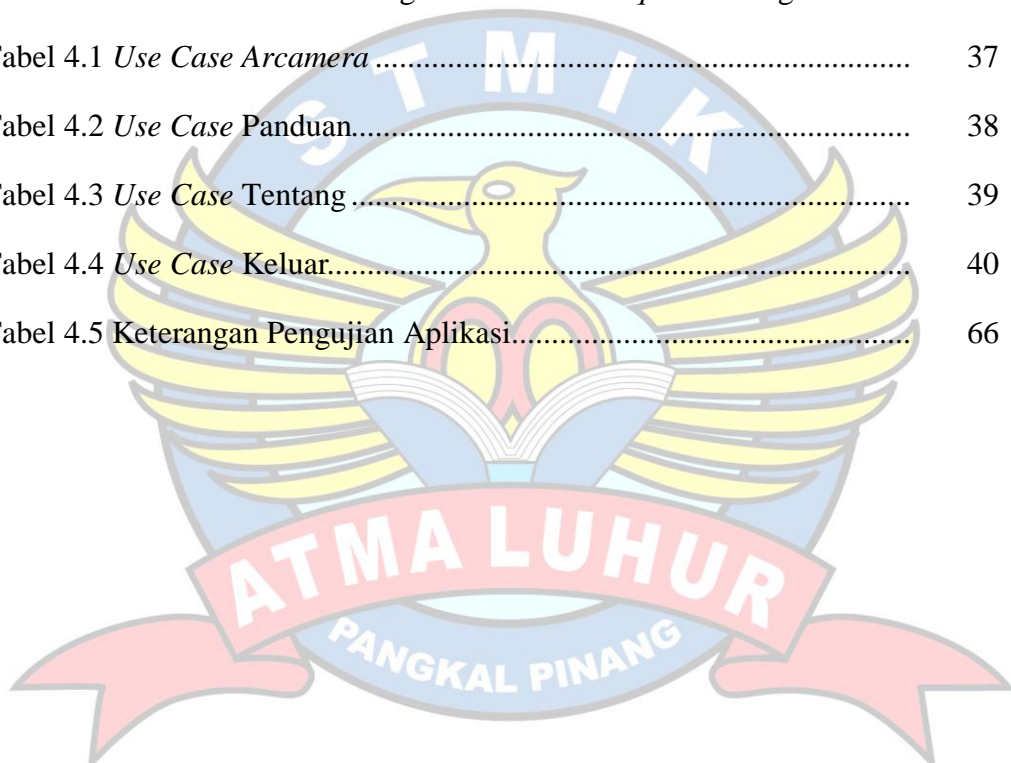 Tabel 4.1 Use Case Arcamera ................................................................... 37
Tabel 4.2 Use Case Panduan...................................................................... 38
Tabel 4.3 Use Case Tentang ...................................................................... 39
Tabel 4.4 Use Case Keluar......................................................................... 40
Tabel 4.5 Keterangan Pengujian Aplikasi.................................................. 66
STMIK
ATMA LUHUR
PANGKAL PINANG